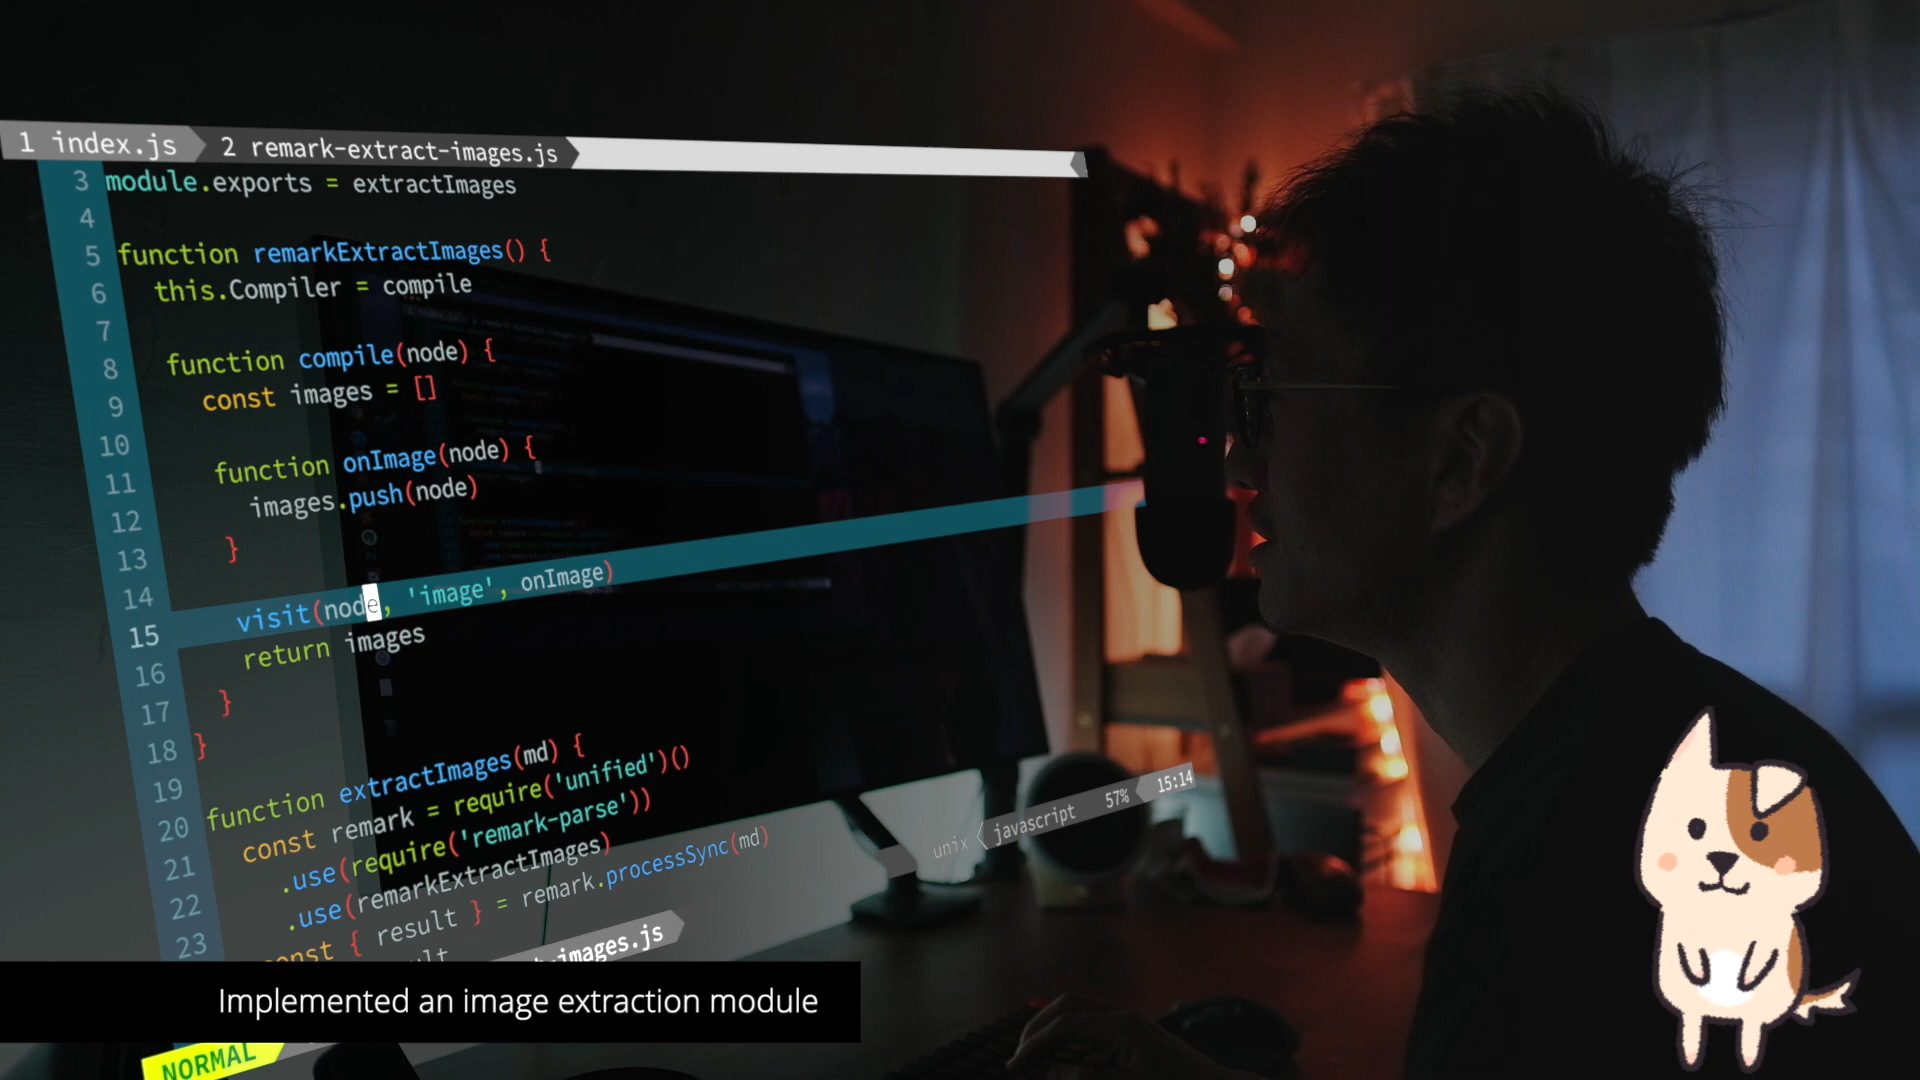 1 index.js 2 remark-extract-images.js
3 module.exports = extractImages
4
5 function remarkExtractImages() {
6 this.Compiler = compile
7
8 function compile(node) {
9 const images = []
10
11 function onImage(node) {
12 images.push(node)
13 }
14
15 visit(node, 'image', onImage)
16 return images
17 }
18 }
19
20 function extractImages(md) {
21 const remark = require('unified')()
22 .use(require('remark-parse'))
23 .use(remarkExtractImages)
const { result } = remark.processSync(md)
unix javascript 57% 15:14
images.js
Implemented an image extraction module
NORMAL